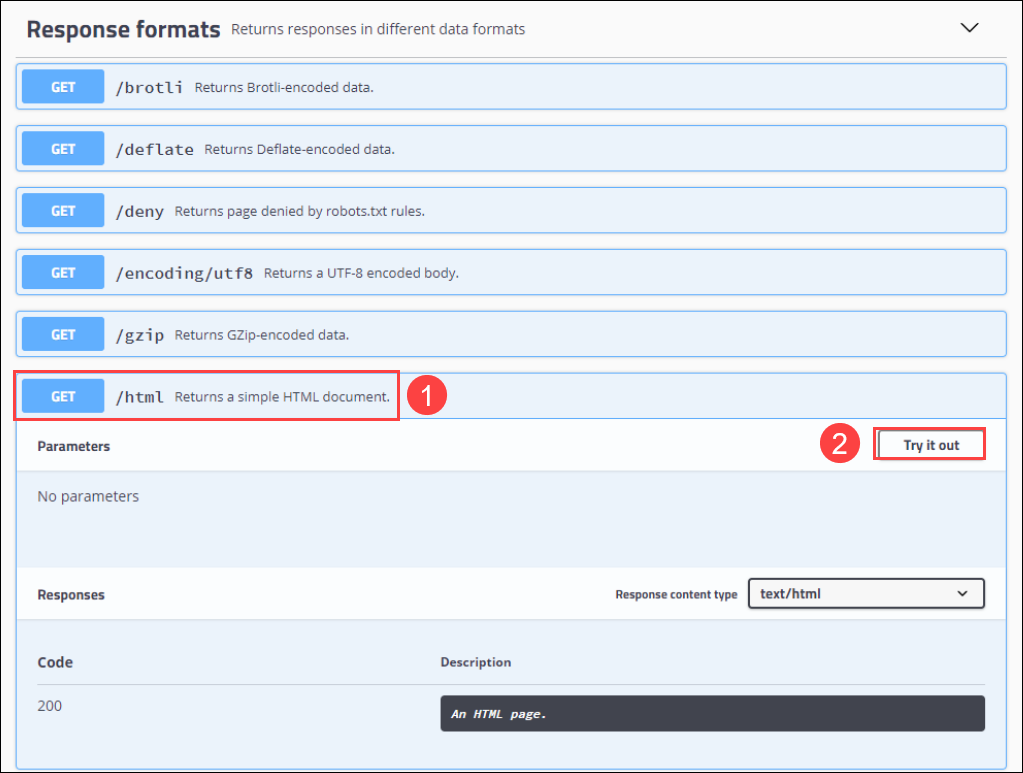 Response formats Returns responses in different data formats
GET /brotli Returns Brotli-encoded data.
GET /deflate Returns Deflate-encoded data.
GET /deny Returns page denied by robots.txt rules.
GET /encoding/utf8 Returns a UTF-8 encoded body.
GET /gzip Returns GZip-encoded data.
GET /html Returns a simple HTML document. 1
Parameters 2 Try it out
No parameters
Responses Response content type text/html
Code Description
200 An HTML page.